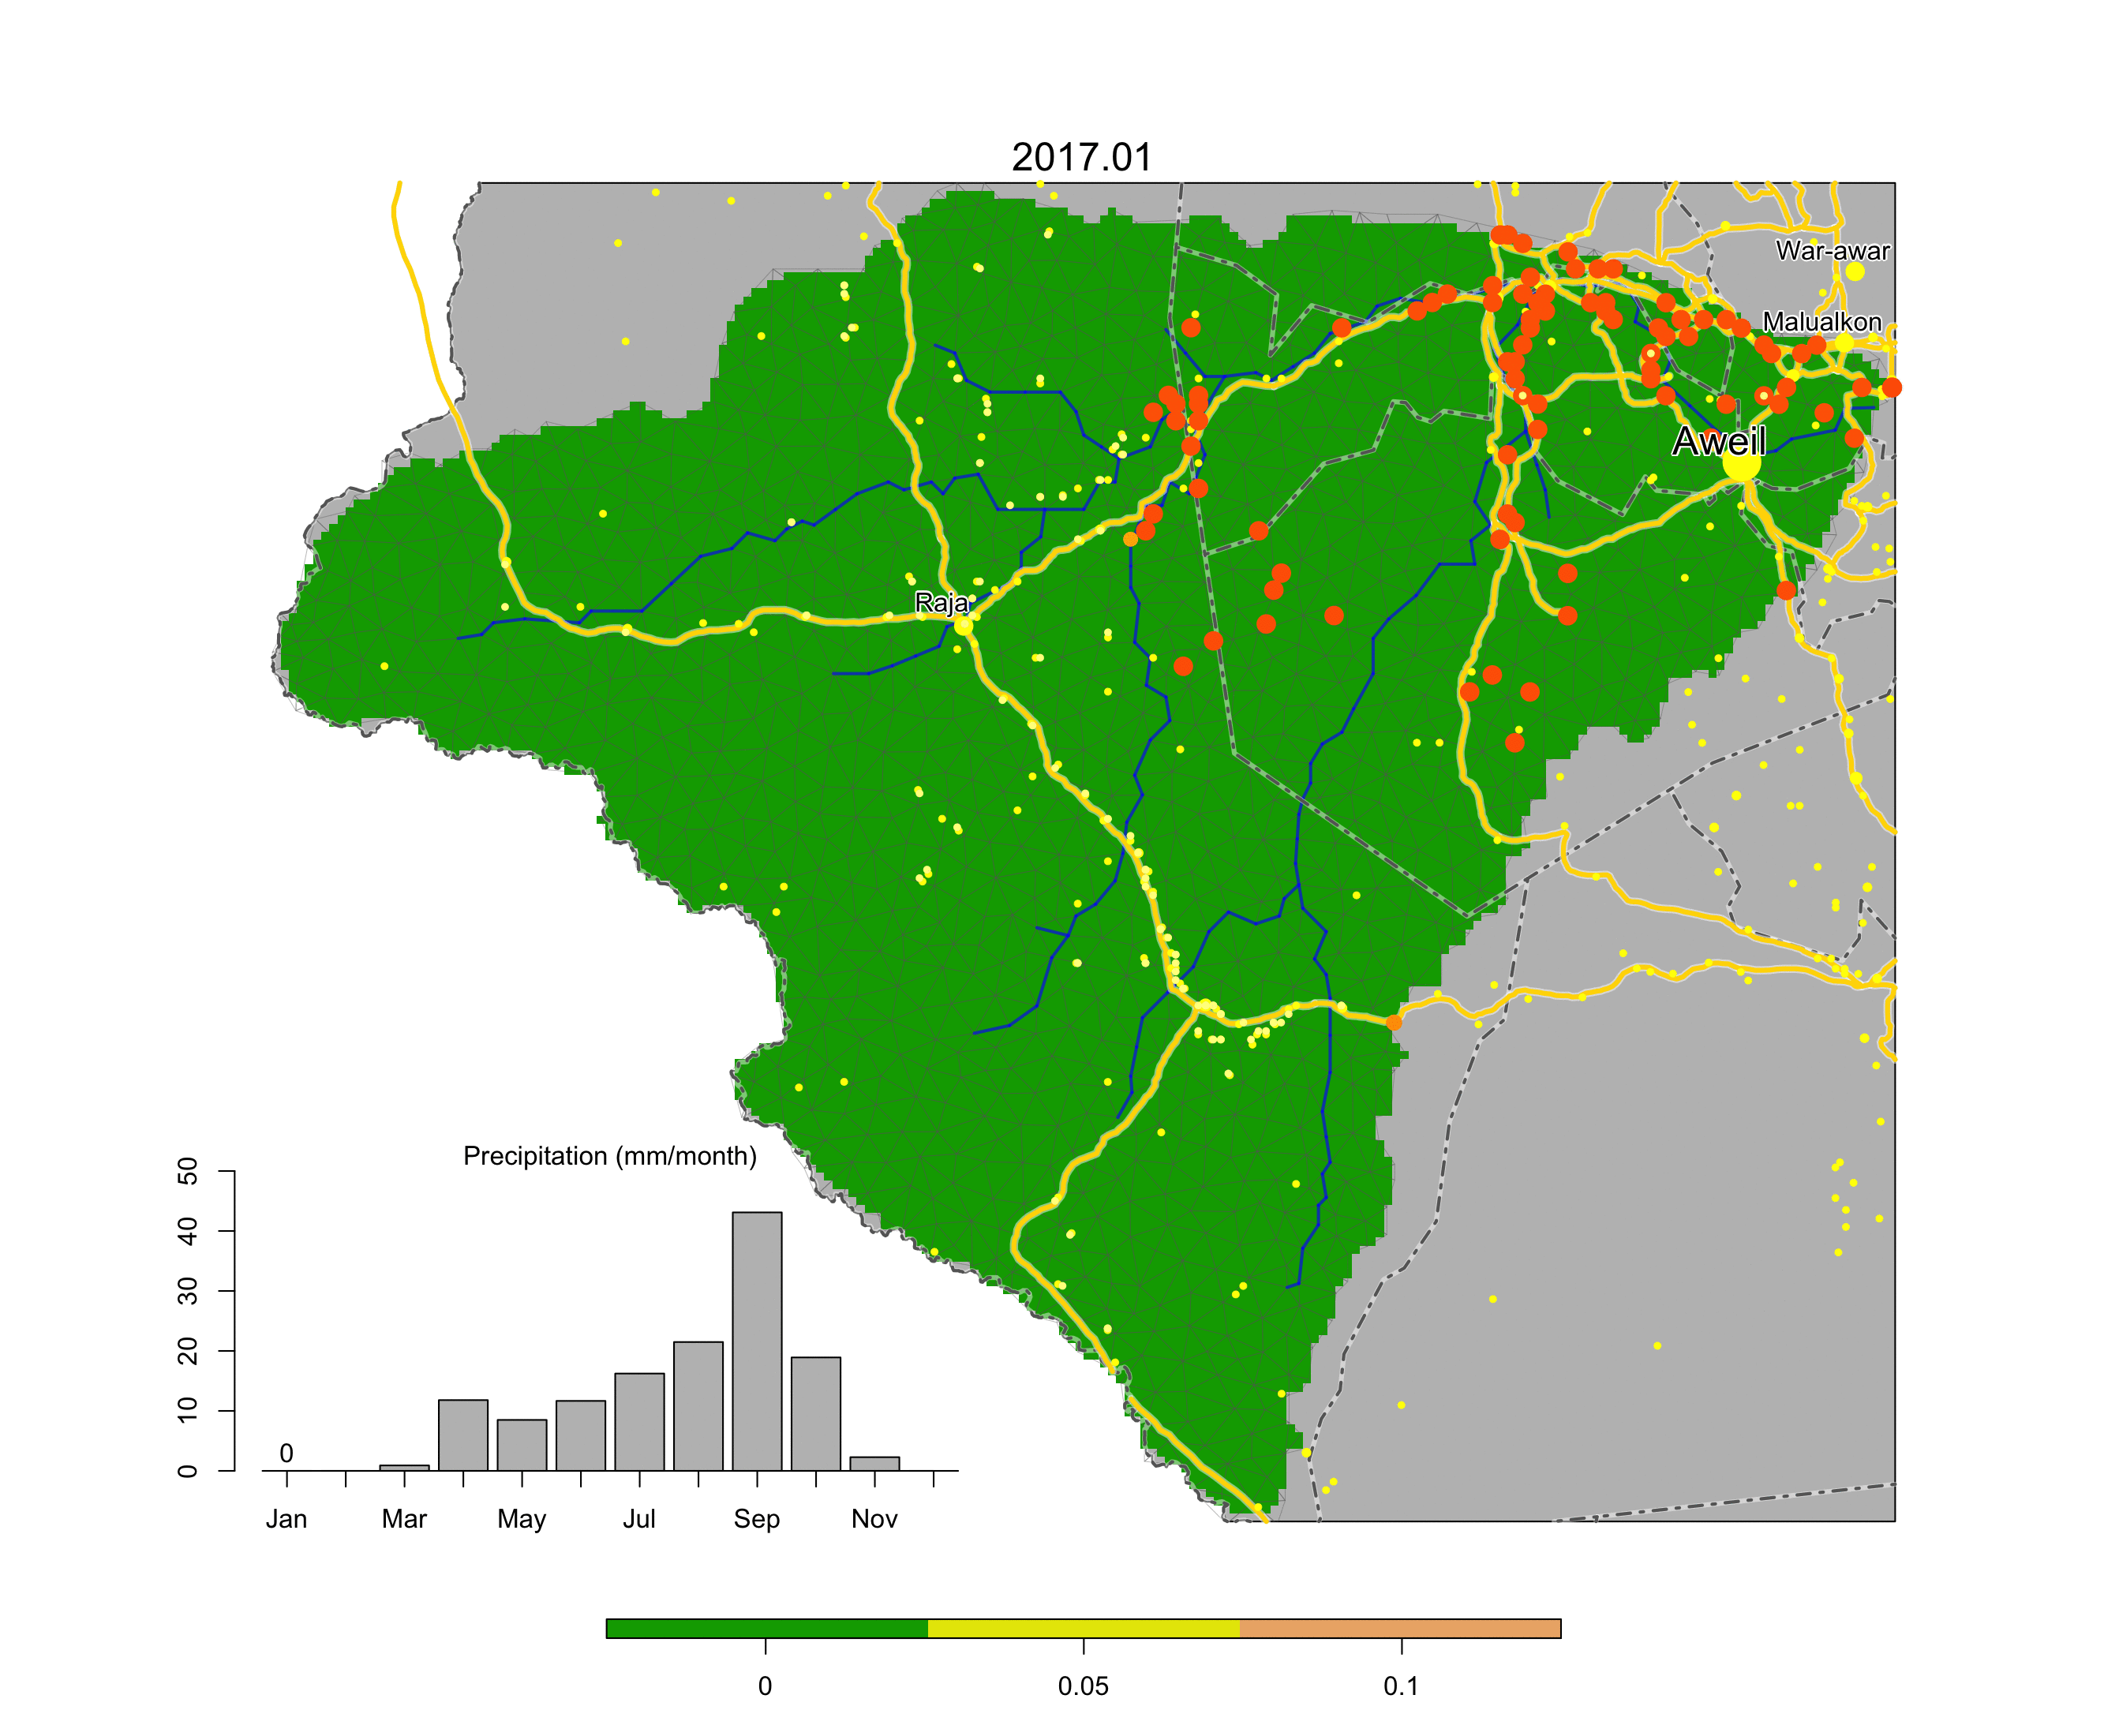 2017.01
War-awar
Malualkon
Aweil
Raja
Precipitation (mm/month)
50
40
30
20
10
0
0
Jan Mar May Jul Sep Nov
0 0.05 0.1